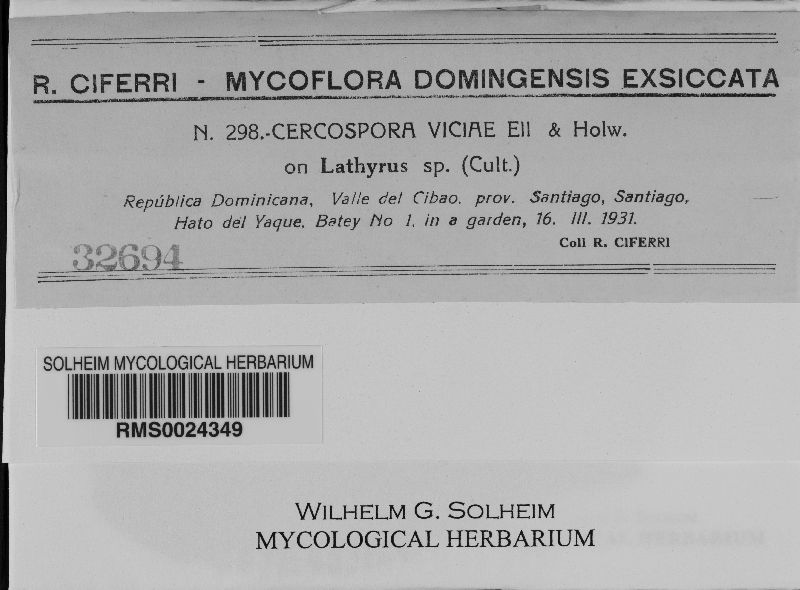 R. CIFERRI - MYCOFLORA DOMINGENSIS EXSICCATA
N. 298.-CERCOSPORA VICIAE Ell & Holw.
on Lathyrus sp. (Cult.)
República Dominicana, Valle del Cibao, prov. Santiago, Santiago,
Hato del Yaque, Batey No 1, in a garden, 16. III. 1931.
Coll R. CIFERRI
32694
SOLHEIM MYCOLOGICAL HERBARIUM
RMS0024349
WILHELM G. SOLHEIM
MYCOLOGICAL HERBARIUM